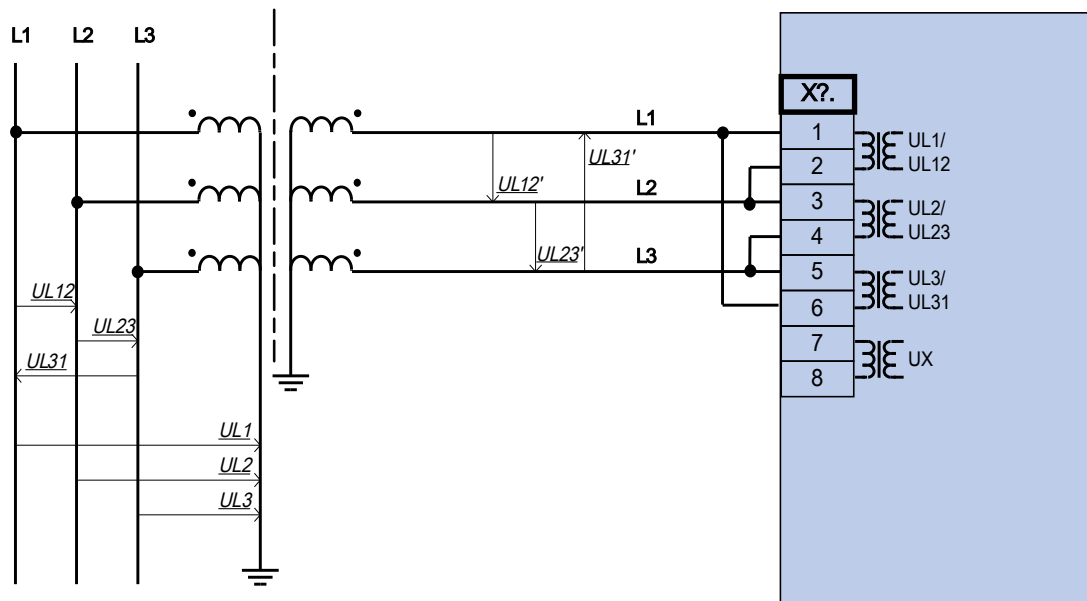 L1 L2 L3
X?.
L1
1
UL1/
UL12
UL31'
2
UL12'
L2
3
UL2/
UL23
4
UL23'
L3
5
UL3/
UL31
UL12
6
UL23
7
UX
UL31
8
UL1
UL2
UL3